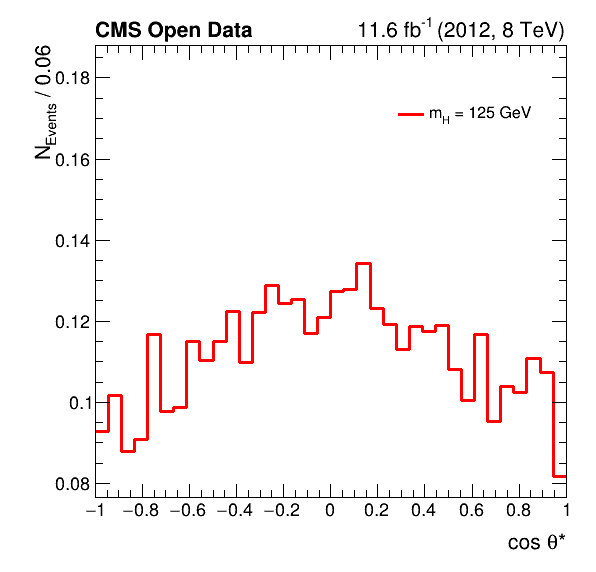 CMS Open Data 11.6 fb⁻¹ (2012, 8 TeV)
N_Events / 0.06
m_H = 125 GeV
0.18
0.16
0.14
0.12
0.1
0.08
−1 −0.8 −0.6 −0.4 −0.2 0 0.2 0.4 0.6 0.8 1
cos θ*